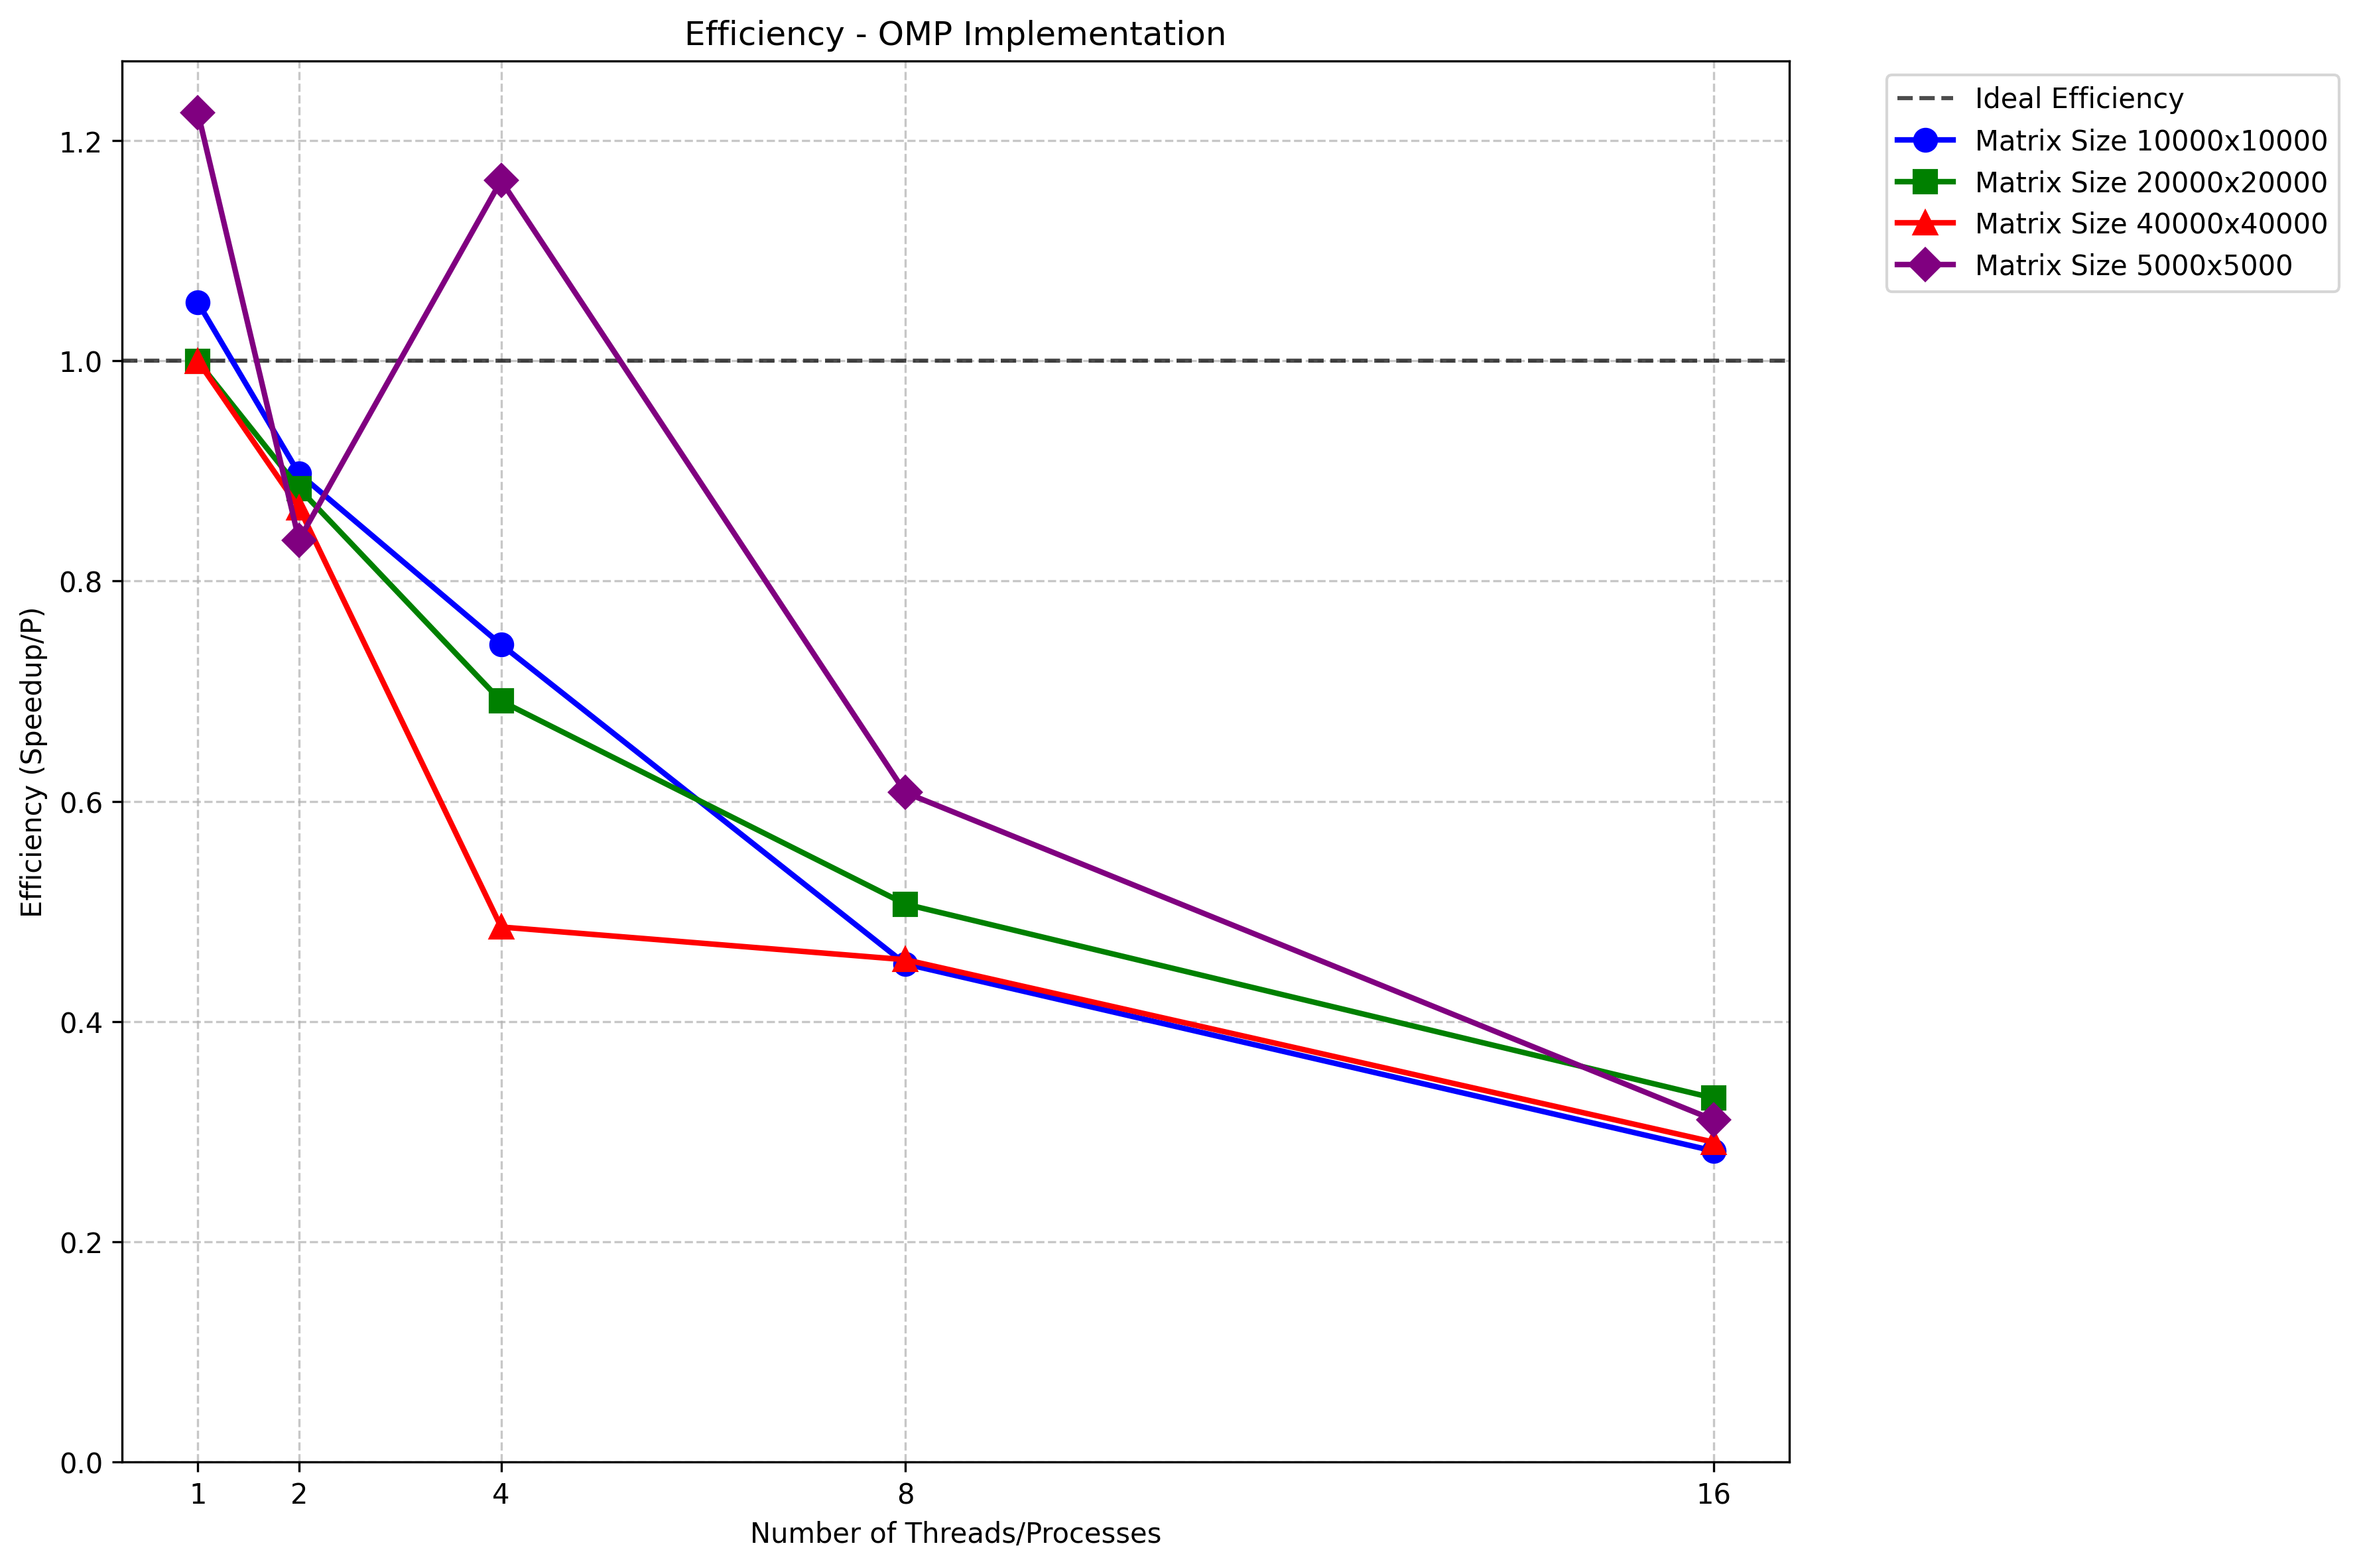 Efficiency - OMP Implementation
Ideal Efficiency
Matrix Size 10000x10000
Matrix Size 20000x20000
Matrix Size 40000x40000
Matrix Size 5000x5000
Efficiency (Speedup/P)
1.2
1.0
0.8
0.6
0.4
0.2
0.0
1 2 4 8 16
Number of Threads/Processes